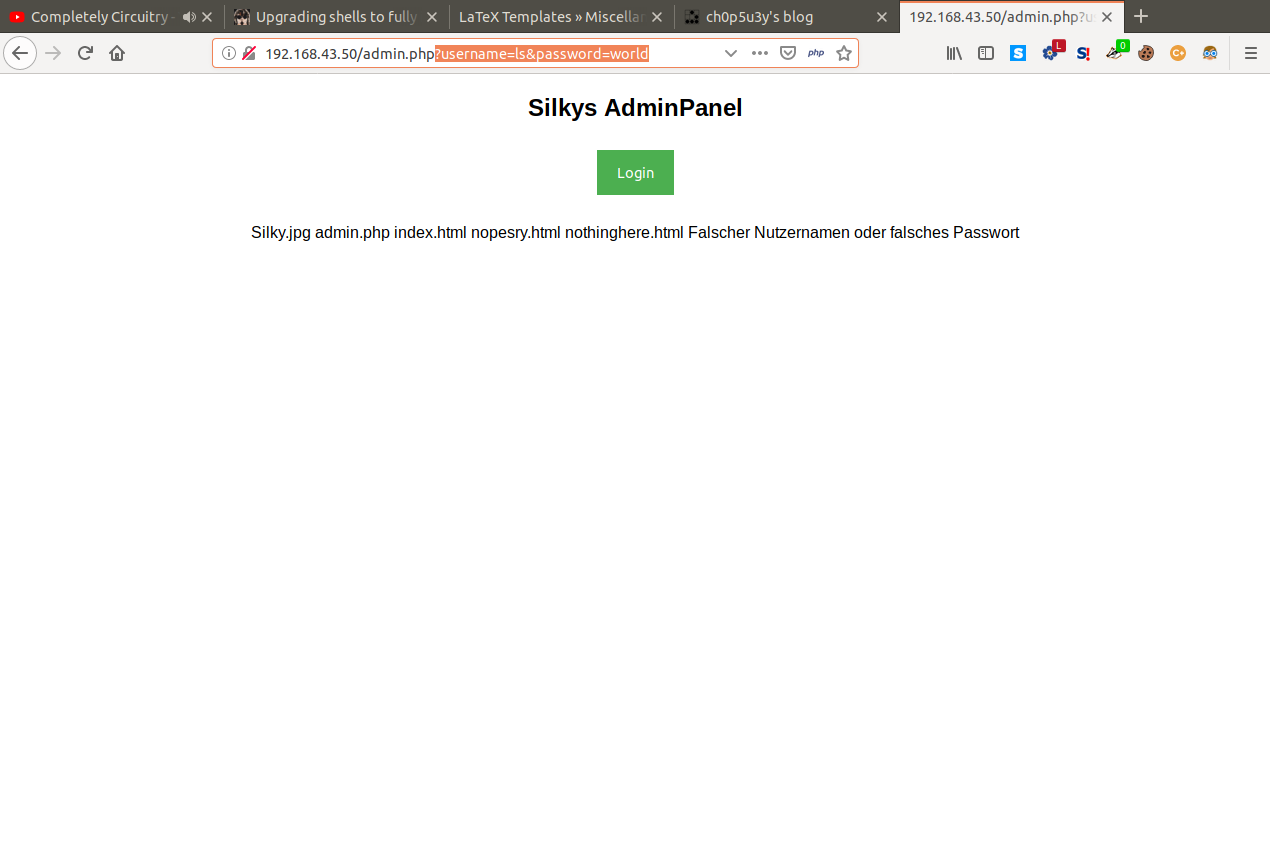 Completely Circuitry - Upgrading shells to fully LaTeX Templates » Miscellar ch0p5u3y's blog 192.168.43.50/admin.php?u
192.168.43.50/admin.php?username=ls&password=world php L S! 0 C+
Silkys AdminPanel
Login
Silky.jpg admin.php index.html nopesry.html nothinghere.html Falscher Nutzernamen oder falsches Passwort